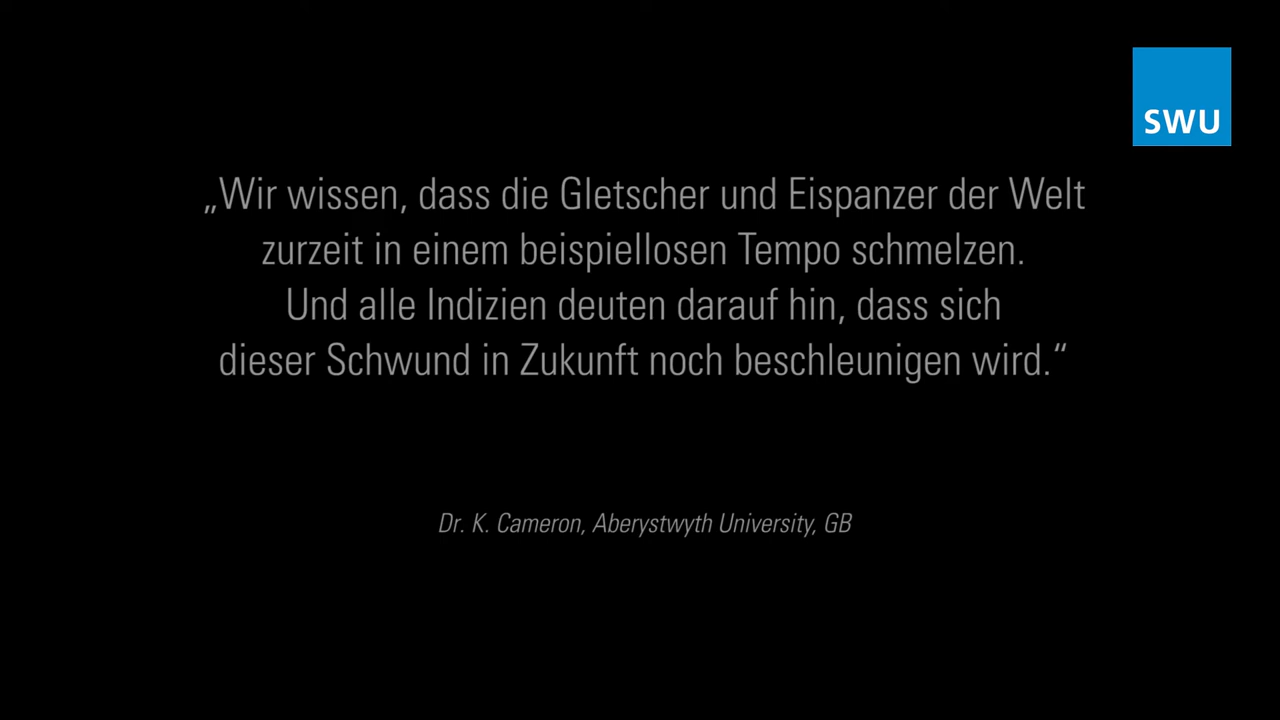 SWU
„Wir wissen, dass die Gletscher und Eispanzer der Welt
zurzeit in einem beispiellosen Tempo schmelzen.
Und alle Indizien deuten darauf hin, dass sich
dieser Schwund in Zukunft noch beschleunigen wird.“
Dr. K. Cameron, Aberystwyth University, GB